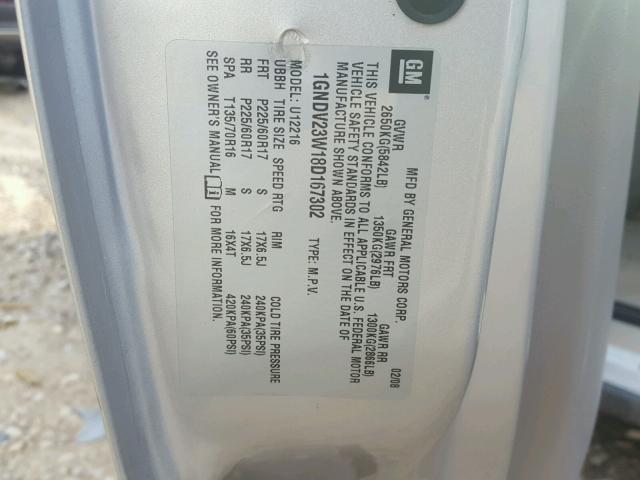 GM
MFD BY GENERAL MOTORS CORP. 02/08
GVWR GAWR FRT GAWR RR
2650KG(5842LB) 1350KG(2976LB) 1300KG(2866LB)
THIS VEHICLE CONFORMS TO ALL APPLICABLE U.S. FEDERAL MOTOR
VEHICLE SAFETY STANDARDS IN EFFECT ON THE DATE OF
MANUFACTURE SHOWN ABOVE.
1GNDV23W18D167302 TYPE: M.P.V.
MODEL: U12216
UBBH TIRE SIZE SPEED RTG RIM COLD TIRE PRESSURE
FRT P225/60R17 S 17X6.5J 240KPA(35PSI)
RR P225/60R17 S 17X6.5J 240KPA(35PSI)
SPA T135/70R16 M 16X4T 420KPA(60PSI)
SEE OWNER'S MANUAL FOR MORE INFORMATION.